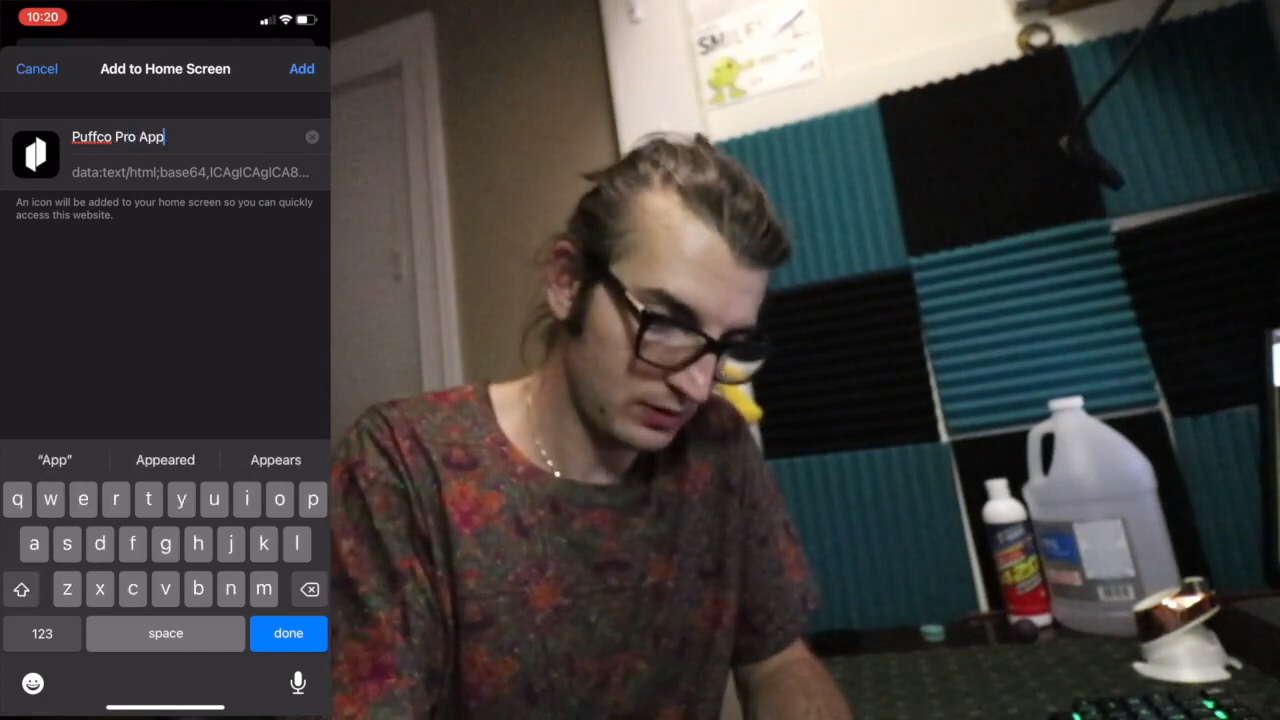 10:20
Cancel
Add to Home Screen
Add
Puffco Pro App
data:text/html;base64,ICAgICAgICA8...
An icon will be added to your home screen so you can quickly
access this website.
“App” Appeared Appears
q w e r t y u i o p
a s d f g h j k l
z x c v b n m
123 space done
SMILE!
420